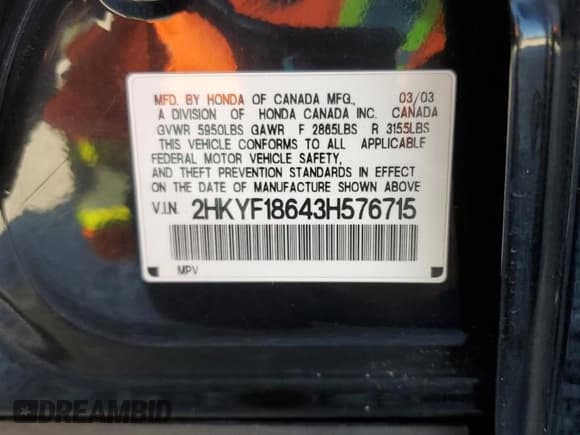 MFD. BY HONDA OF CANADA MFG., 03/03
A DIVISION OF HONDA CANADA INC. CANADA
GVWR 5950LBS GAWR F 2865LBS R 3155LBS
THIS VEHICLE CONFORMS TO ALL APPLICABLE
FEDERAL MOTOR VEHICLE SAFETY,
AND THEFT PREVENTION STANDARDS IN EFFECT
ON THE DATE OF MANUFACTURE SHOWN ABOVE
V.I.N. 2HKYF18643H576715
MPV
DREAMBID